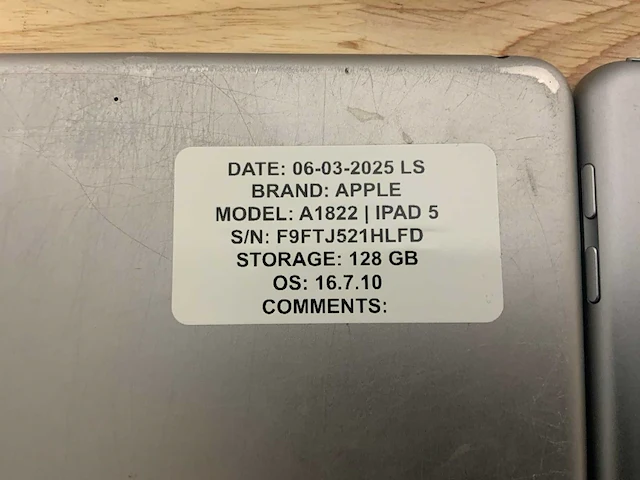 DATE: 06-03-2025 LS
BRAND: APPLE
MODEL: A1822 | IPAD 5
S/N: F9FTJ521HLFD
STORAGE: 128 GB
OS: 16.7.10
COMMENTS: